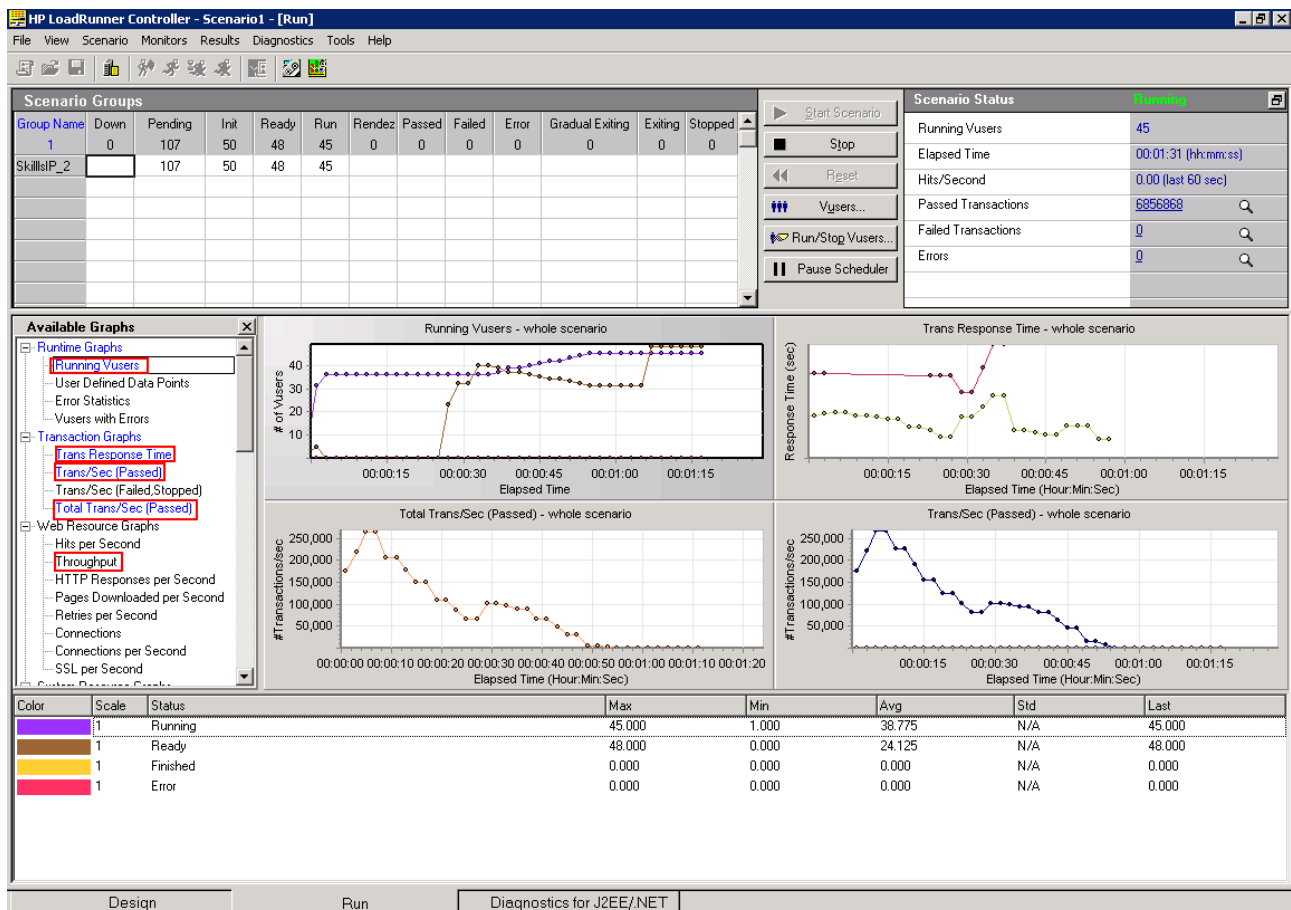 HP LoadRunner Controller - Scenario1 - [Run]
File View Scenario Monitors Results Diagnostics Tools Help
Scenario Groups
Group Name Down Pending Init Ready Run Rendez Passed Failed Error Gradual Exiting Exiting Stopped
1 0 107 50 48 45 0 0 0 0 0 0 0
SkillsIP_2 107 50 48 45
Start Scenario
Stop
Reset
Vusers...
Run/Stop Vusers...
Pause Scheduler
Scenario Status Running
Running Vusers 45
Elapsed Time 00:01:31 (hh:mm:ss)
Hits/Second 0.00 (last 60 sec)
Passed Transactions 6856868
Failed Transactions 0
Errors 0
Available Graphs
Runtime Graphs
Running Vusers
User Defined Data Points
Error Statistics
Vusers with Errors
Transaction Graphs
Trans Response Time
Trans/Sec (Passed)
Trans/Sec (Failed,Stopped)
Total Trans/Sec (Passed)
Web Resource Graphs
Hits per Second
Throughput
HTTP Responses per Second
Pages Downloaded per Second
Retries per Second
Connections
Connections per Second
SSL per Second
Running Vusers - whole scenario
# of Vusers
40
30
20
10
00:00:15 00:00:30 00:00:45 00:01:00 00:01:15
Elapsed Time
Trans Response Time - whole scenario
Response Time (sec)
00:00:15 00:00:30 00:00:45 00:01:00 00:01:15
Elapsed Time (Hour:Min:Sec)
Total Trans/Sec (Passed) - whole scenario
#Transactions/sec
250,000
200,000
150,000
100,000
50,000
00:00:00 00:00:10 00:00:20 00:00:30 00:00:40 00:00:50 00:01:00 00:01:10 00:01:20
Elapsed Time (Hour:Min:Sec)
Trans/Sec (Passed) - whole scenario
#Transactions/sec
250,000
200,000
150,000
100,000
50,000
00:00:15 00:00:30 00:00:45 00:01:00 00:01:15
Elapsed Time (Hour:Min:Sec)
Color Scale Status Max Min Avg Std Last
1 Running 45.000 1.000 38.775 N/A 45.000
1 Ready 48.000 0.000 24.125 N/A 48.000
1 Finished 0.000 0.000 0.000 N/A 0.000
1 Error 0.000 0.000 0.000 N/A 0.000
Design Run Diagnostics for J2EE/.NET